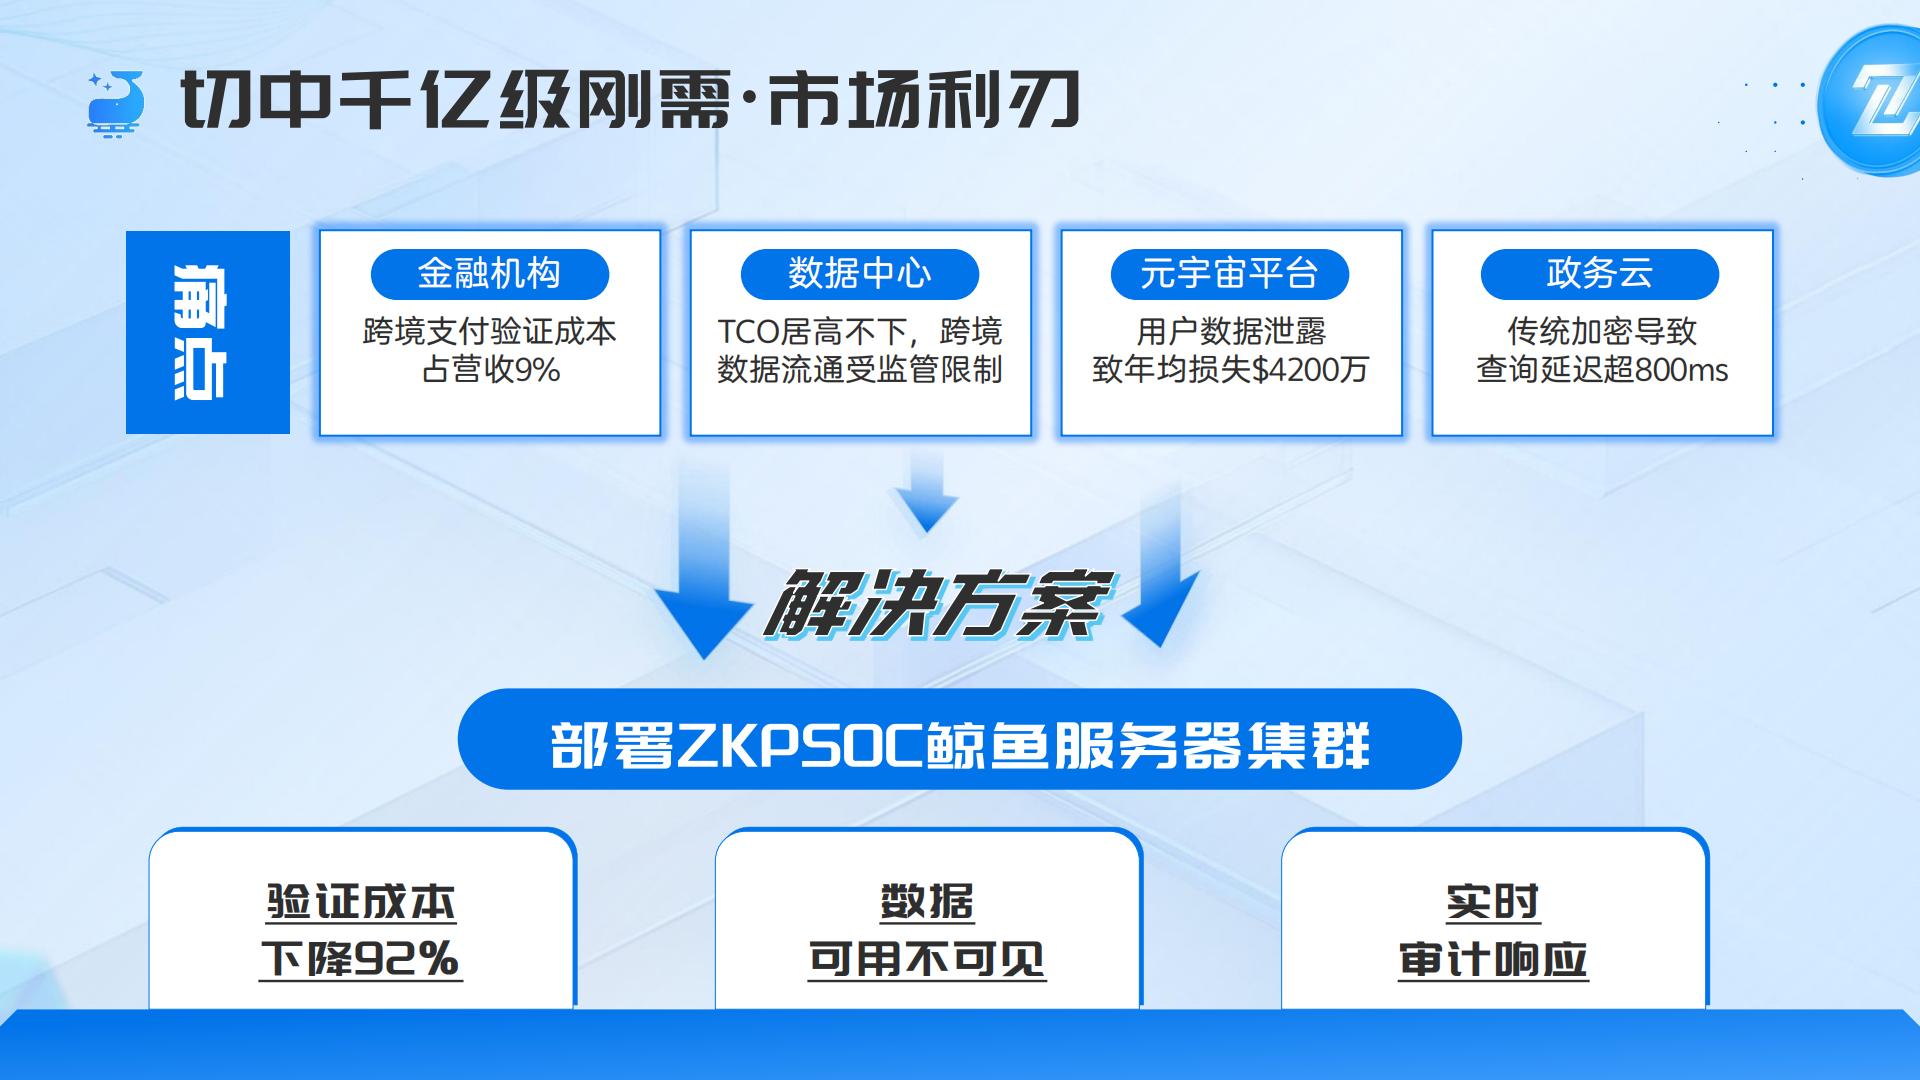 切中千亿级刚需·市场利刃
痛点
金融机构
跨境支付验证成本
占营收9%
数据中心
TCO居高不下，跨境
数据流通受监管限制
元宇宙平台
用户数据泄露
致年均损失$4200万
政务云
传统加密导致
查询延迟超800ms
解决方案
部署ZKPSOC鲸鱼服务器集群
验证成本
下降92%
数据
可用不可见
实时
审计响应